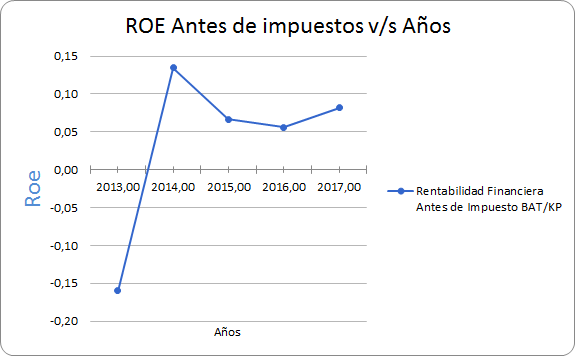 ROE Antes de impuestos v/s Años
0,15
0,10
0,05
0,00
-0,05
-0,10
-0,15
-0,20
2013,00 2014,00 2015,00 2016,00 2017,00
Roe
Años
Rentabilidad Financiera
Antes de Impuesto BAT/KP